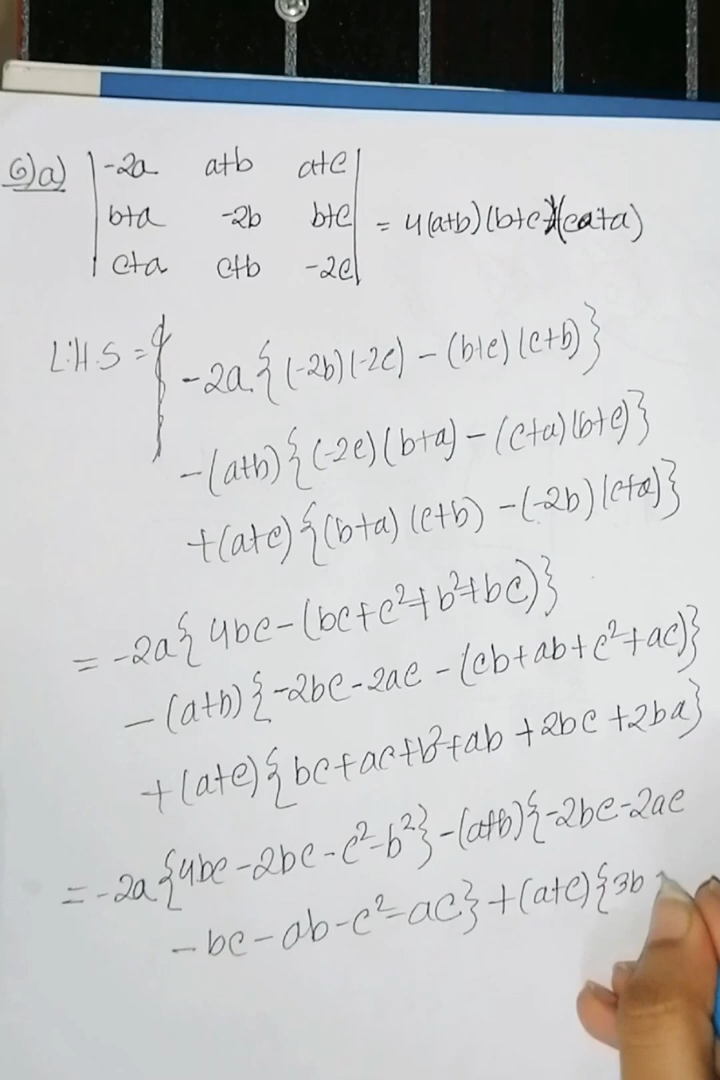 6)a) |-2a a+b a+c|
|b+a -2b b+c| = 4(a+b)(b+c)(c+a)
|c+a c+b -2c|
L.H.S =
-2a{(-2b)(-2c) - (b+c)(c+b)}
-(a+b){(-2c)(b+a) - (c+a)(b+c)}
+(a+c){(b+a)(c+b) - (-2b)(c+a)}
= -2a{4bc - (bc+c²+b²+bc)}
-(a+b){-2bc-2ac - (cb+ab+c²+ac)}
+(a+c){bc+ac+b²+ab+2bc+2ba}
= -2a{4bc-2bc-c²-b²}-(a+b){-2bc-2ac
-bc-ab-c²-ac}+(a+c){3b